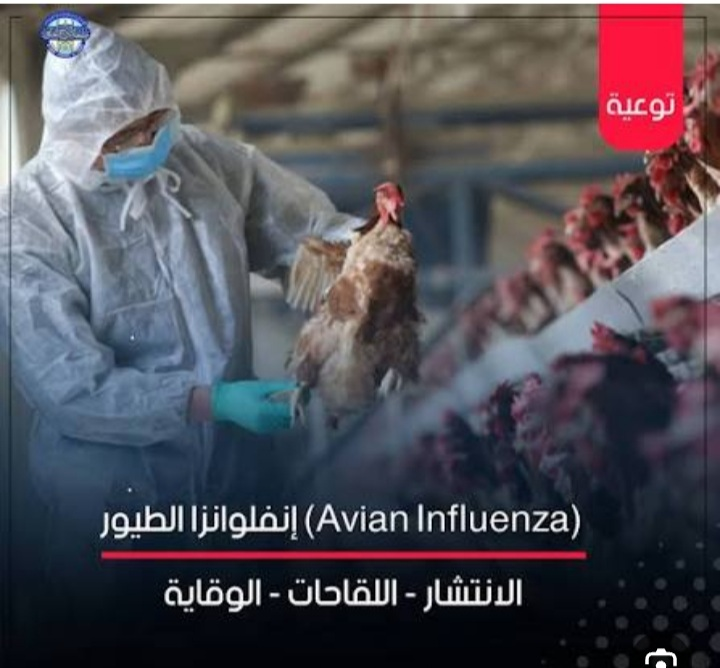 توعية
إنفلوانزا الطيور (Avian Influenza)
الانتشار - اللقاحات - الوقاية